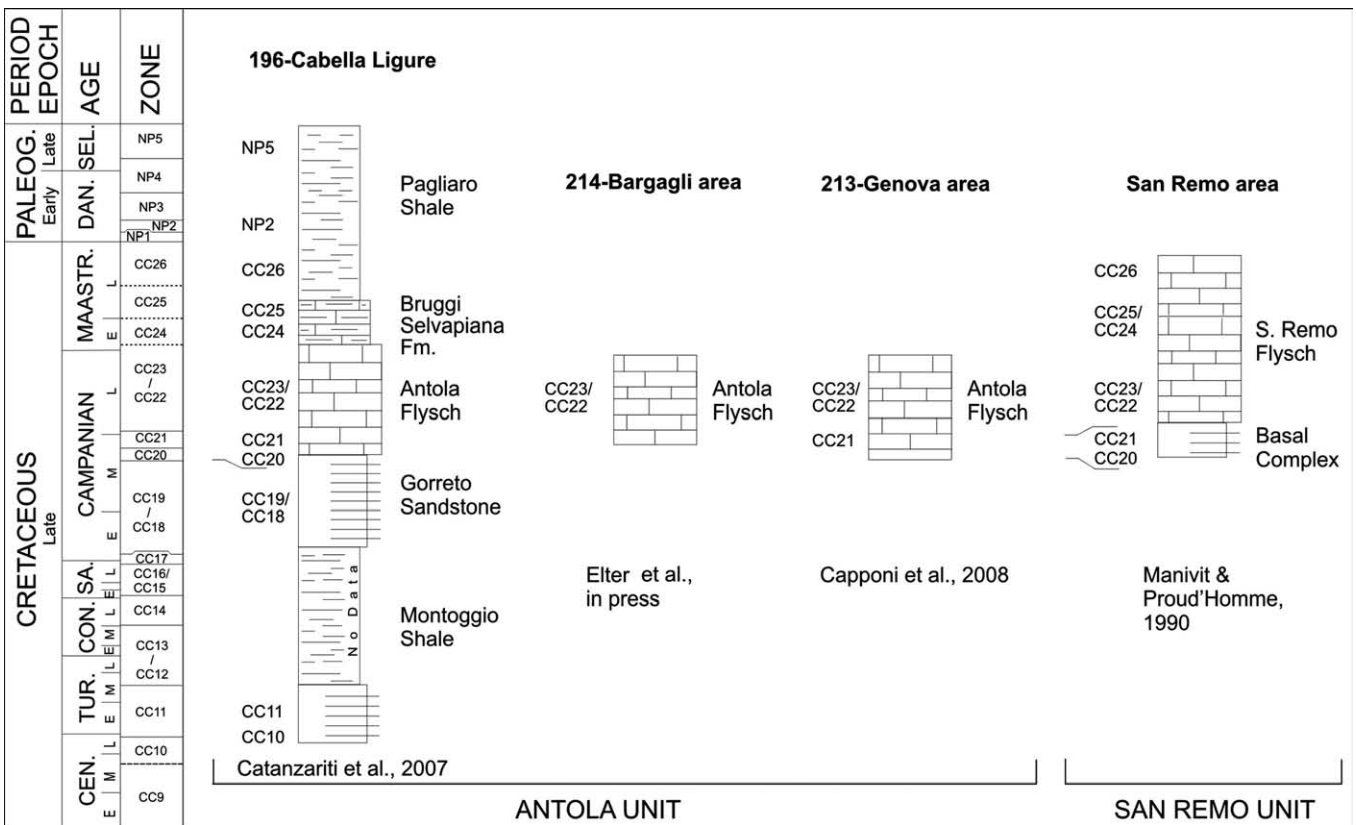 PERIOD
EPOCH
AGE
ZONE
PALEOG.
Early
Late
CRETACEOUS
Late
SEL.
DAN.
MAASTR.
E
L
CAMPANIAN
E
M
L
SA.
E
L
CON.
E
M
L
TUR.
E
M
L
CEN.
E
M
L
NP5
NP4
NP3
NP2
NP1
CC26
CC25
CC24
CC23
/
CC22
CC21
CC20
CC19
/
CC18
CC17
CC16/
CC15
CC14
CC13
/
CC12
CC11
CC10
CC9
196-Cabella Ligure
NP5
NP2
CC26
CC25
CC24
CC23/
CC22
CC21
CC20
CC19/
CC18
CC11
CC10
No Data
Pagliaro
Shale
Bruggi
Selvapiana
Fm.
Antola
Flysch
Gorreto
Sandstone
Montoggio
Shale
Catanzariti et al., 2007
214-Bargagli area
CC23/
CC22
Antola
Flysch
Elter et al.,
in press
213-Genova area
CC23/
CC22
CC21
Antola
Flysch
Capponi et al., 2008
ANTOLA UNIT
San Remo area
CC26
CC25/
CC24
CC23/
CC22
CC21
CC20
S. Remo
Flysch
Basal
Complex
Manivit &
Proud'Homme,
1990
SAN REMO UNIT